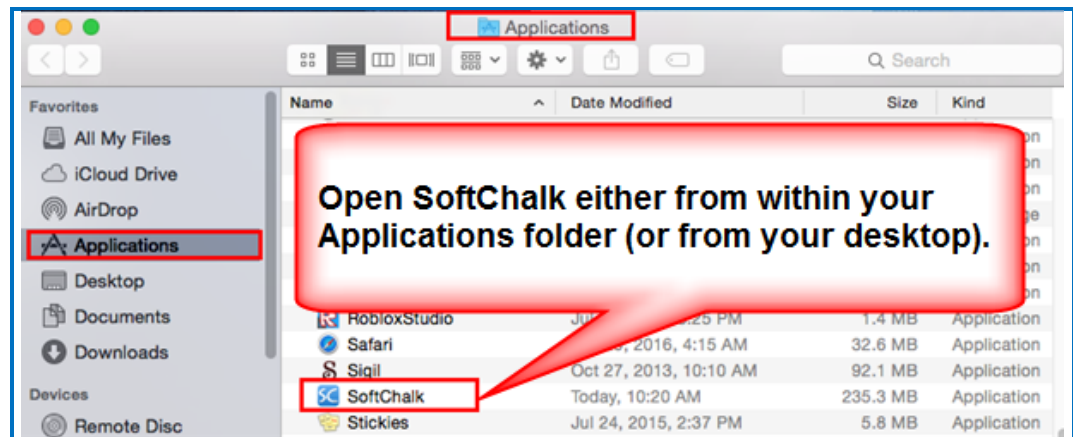 Applications
Search
Favorites
All My Files
iCloud Drive
AirDrop
Applications
Desktop
Documents
Downloads
Devices
Remote Disc
Name Date Modified Size Kind
Open SoftChalk either from within your
Applications folder (or from your desktop).
RobloxStudio PM 1.4 MB Application
Safari 2016, 4:15 AM 32.6 MB Application
Sigil Oct 27, 2013, 10:10 AM 92.1 MB Application
SoftChalk Today, 10:20 AM 235.3 MB Application
Stickies Jul 24, 2015, 2:37 PM 5.8 MB Application